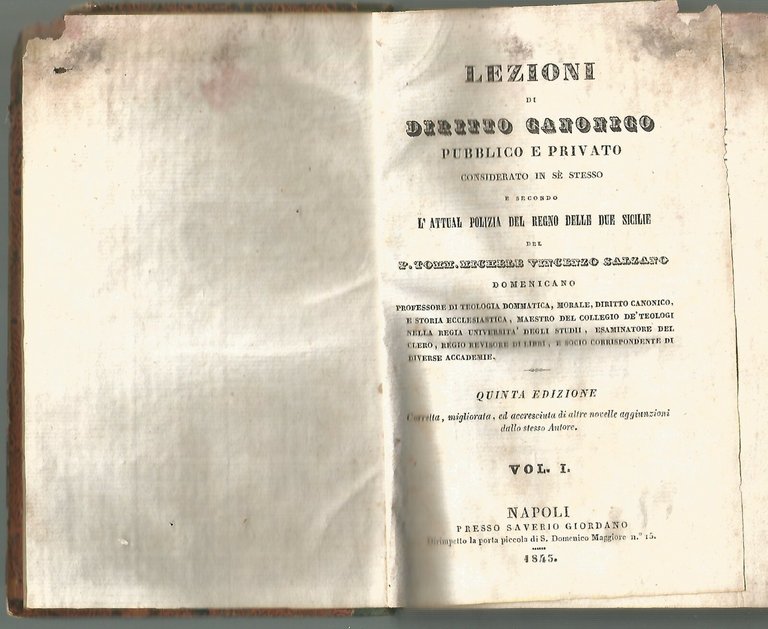 LEZIONI
DI
DIRITTO CANONICO
PUBBLICO E PRIVATO
CONSIDERATO IN SÈ STESSO
E SECONDO
L' ATTUAL POLIZIA DEL REGNO DELLE DUE SICILIE
DEL
P. TOMM. MICHELE VINCENZO SALZANO
DOMENICANO
PROFESSORE DI TEOLOGIA DOMMATICA, MORALE, DIRITTO CANONICO,
E STORIA ECCLESIASTICA, MAESTRO DEL COLLEGIO DE' TEOLOGI
NELLA REGIA UNIVERSITA' DEGLI STUDII, ESAMINATORE DEL
CLERO, REGIO REVISORE DI LIBRI, E SOCIO CORRISPONDENTE DI
DIVERSE ACCADEMIE.
QUINTA EDIZIONE
Corretta, migliorata, ed accresciuta di altre novelle aggiunzioni
dallo stesso Autore.
VOL. I.
NAPOLI
PRESSO SAVERIO GIORDANO
Dirimpetto la porta piccola di S. Domenico Maggiore n.° 15.